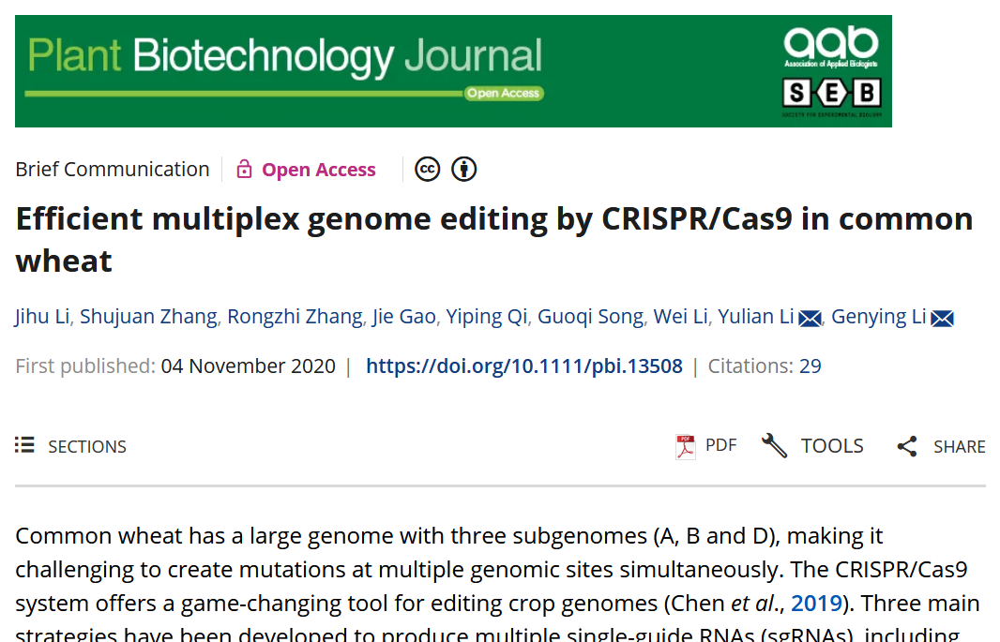 Plant Biotechnology Journal
Open Access
aab
Association of Applied Biologists
SEB
SOCIETY FOR EXPERIMENTAL BIOLOGY
Brief Communication
Open Access
cc
Efficient multiplex genome editing by CRISPR/Cas9 in common
wheat
Jihu Li, Shujuan Zhang, Rongzhi Zhang, Jie Gao, Yiping Qi, Guoqi Song, Wei Li, Yulian Li, Genying Li
First published: 04 November 2020 | https://doi.org/10.1111/pbi.13508 | Citations: 29
SECTIONS
PDF
PDF
TOOLS
SHARE
Common wheat has a large genome with three subgenomes (A, B and D), making it
challenging to create mutations at multiple genomic sites simultaneously. The CRISPR/Cas9
system offers a game-changing tool for editing crop genomes (Chen et al., 2019). Three main
strategies have been developed to produce multiple single-guide RNAs (sgRNAs), including